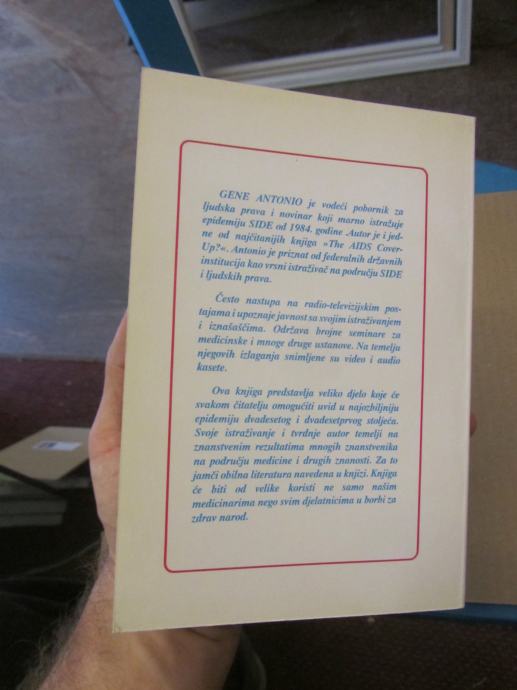 GENE ANTONIO je vodeći pobornik za
ljudska prava i novinar koji marno istražuje
epidemiju SIDE od 1984. godine Autor je i jed-
ne od najčitanijih knjiga »The AIDS Cover-
Up?«. Antonio je priznat od federalnih državnih
institucija kao vrsni istraživač na području SIDE
i ljudskih prava.
Često nastupa na radio-televizijskim pos-
tajama i upoznaje javnost sa svojim istraživanjem
i iznašašćima. Održava brojne seminare za
medicinske i mnoge druge ustanove. Na temelju
njegovih izlaganja snimljene su video i audio
kasete.
Ova knjiga predstavlja veliko djelo koje će
svakom čitatelju omogućiti uvid u najozbiljniju
epidemiju dvadesetog i dvadesetprvog stoljeća.
Svoje istraživanje i tvrdnje autor temelji na
znanstvenim rezultatima mnogih znanstvenika
na području medicine i drugih znanosti. Za to
jamči obilna literatura navedena u knjizi. Knjiga
će biti od velike koristi ne samo našim
medicinarima nego svim djelatnicima u borbi za
zdrav narod.